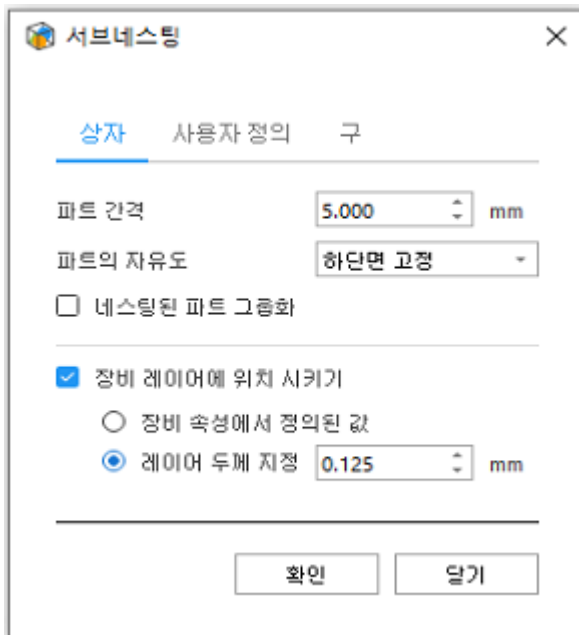 서브네스팅
상자 사용자 정의 구
파트 간격 5.000 mm
파트의 자유도 하단면 고정
네스팅된 파트 그룹화
장비 레이어에 위치 시키기
장비 속성에서 정의된 값
레이어 두께 지정 0.125 mm
확인 닫기